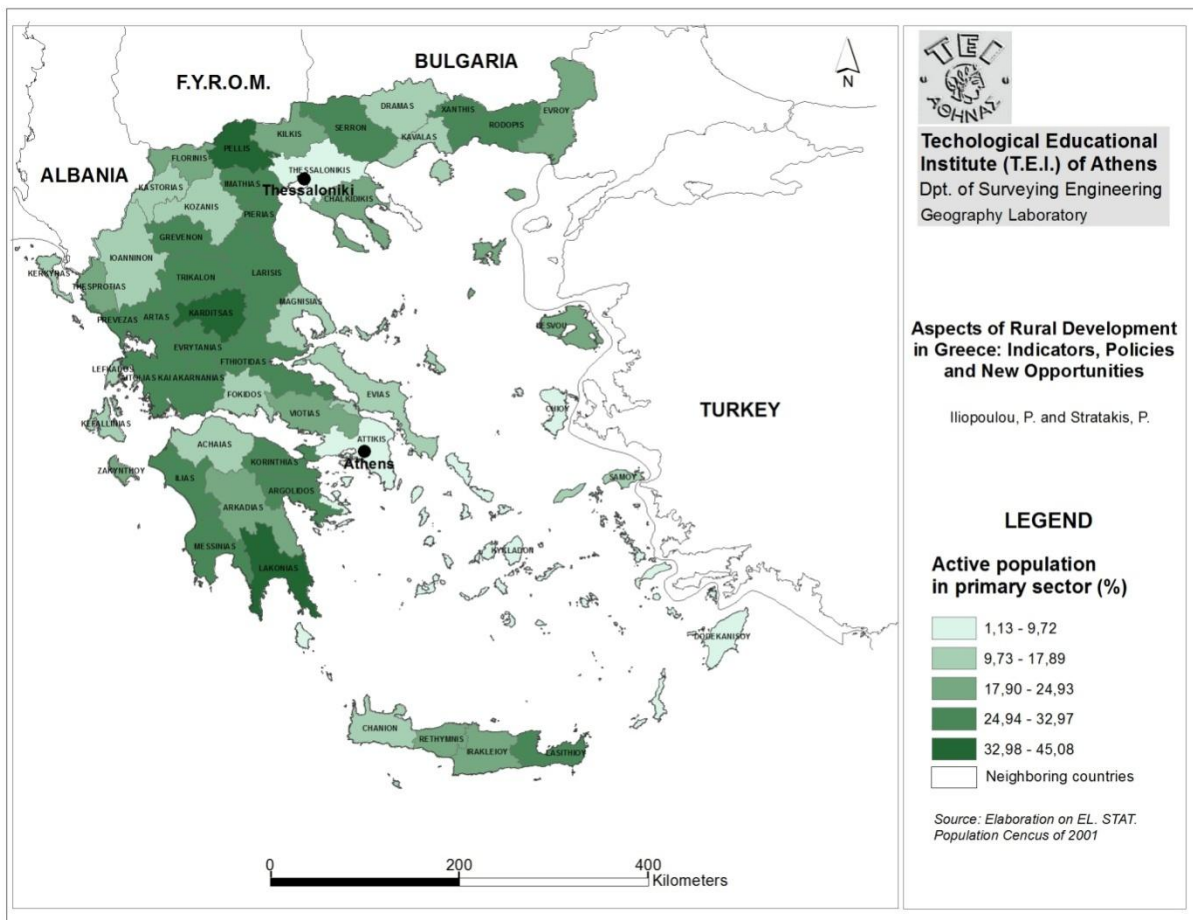 BULGARIA
F.Y.R.O.M.
ALBANIA
TURKEY
N
DRAMAS
XANTHIS
EVROY
RODOPIS
KAVALAS
SERRON
KILKIS
PELLIS
FLORINIS
THESSALONIKIS
Thessaloniki
IMATHIAS
KASTORIAS
CHALKIDIKIS
KOZANIS
PIERIAS
GREVENON
IOANNINON
KERKYRAS
THESPROTIAS
TRIKALON
LARISIS
MAGNISIAS
KARDITSAS
PREVEZAS
ARTAS
LESVOU
EVRYTANIAS
FTHIOTIDAS
LEFKADOS
AITOLIAS KAI AKARNANIAS
FOKIDOS
EVIAS
CHIOY
VIOTIAS
KEFALLINIAS
ACHAIAS
ATTIKIS
Athens
KORINTHIAS
ZAKYNTHOY
ILIAS
SAMOY
ARGOLIDOS
ARKADIAS
MESSINIAS
KYKLADON
LAKONIAS
DODEKANISOY
CHANION
RETHYMNIS
IRAKLEIOY
LASITHIOY
0
200
400
Kilometers
TEI
ΑΘΗΝΑΣ
Techological Educational
Institute (T.E.I.) of Athens
Dpt. of Surveying Engineering
Geography Laboratory
Aspects of Rural Development
in Greece: Indicators, Policies
and New Opportunities
Iliopoulou, P. and Stratakis, P.
LEGEND
Active population
in primary sector (%)
1,13 - 9,72
9,73 - 17,89
17,90 - 24,93
24,94 - 32,97
32,98 - 45,08
Neighboring countries
Source: Elaboration on EL. STAT.
Population Cencus of 2001